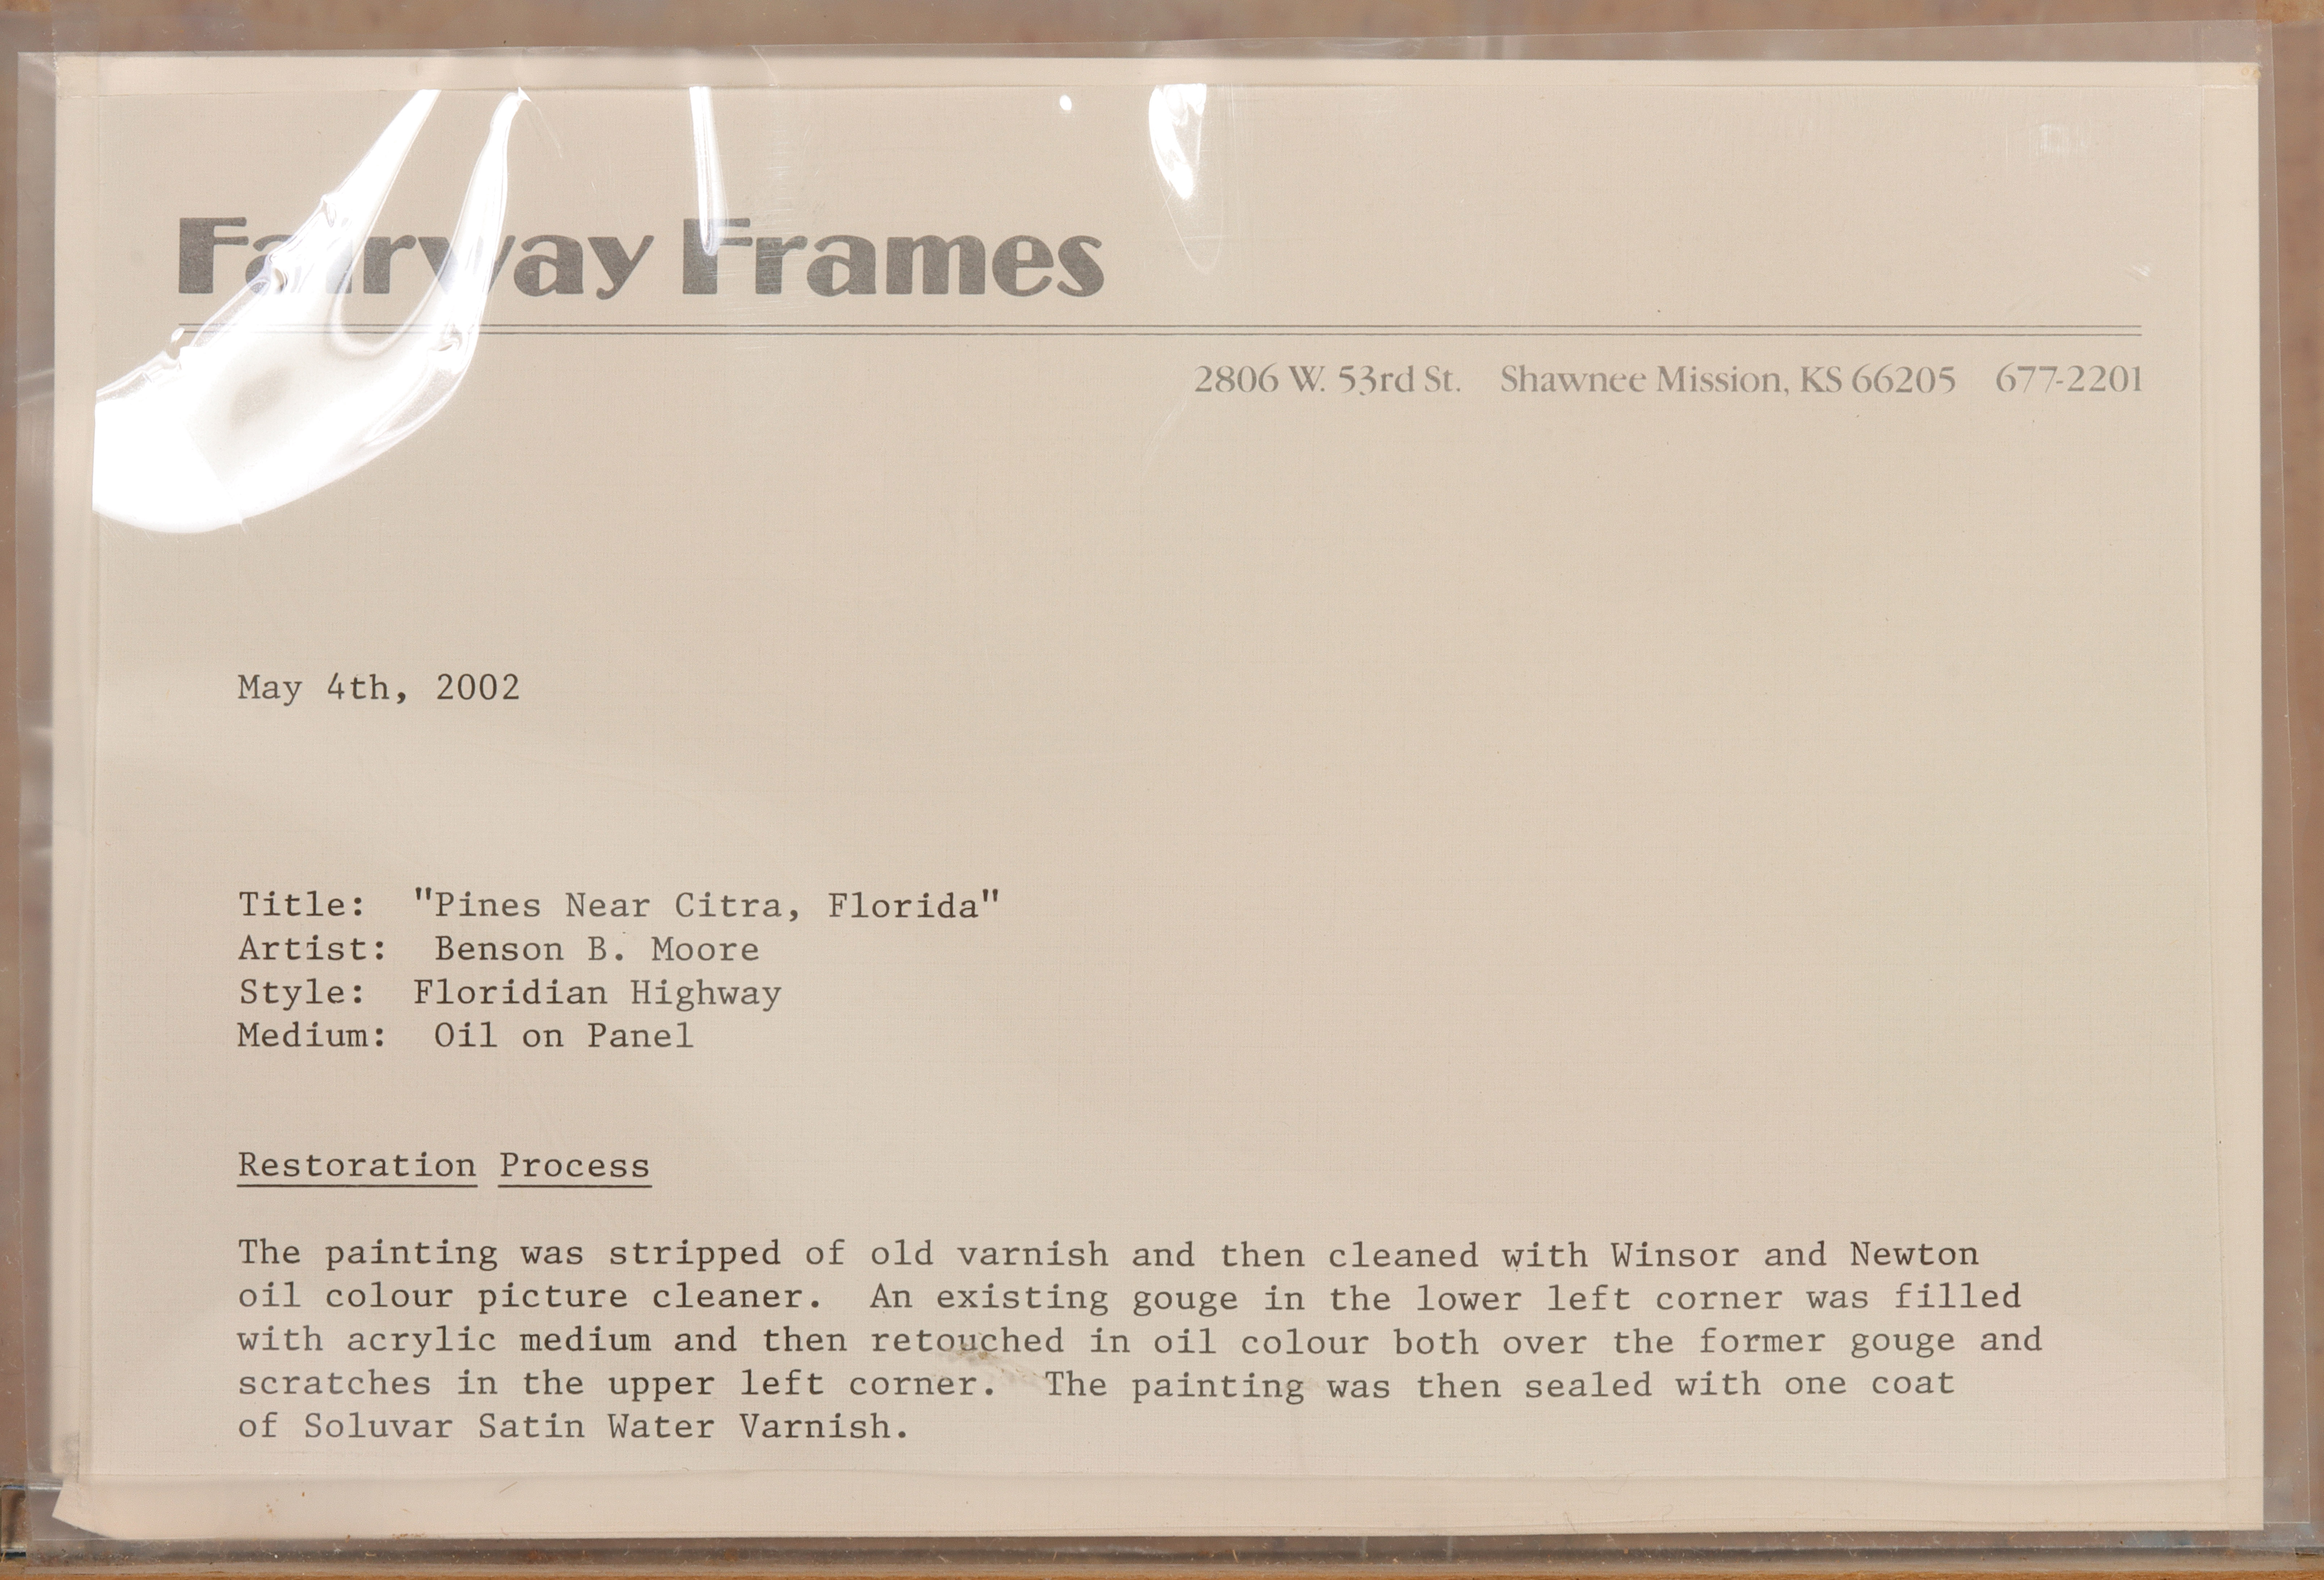 Fairway Frames
2806 W. 53rd St. Shawnee Mission, KS 66205 677-2201
May 4th, 2002
Title: "Pines Near Citra, Florida"
Artist: Benson B. Moore
Style: Floridian Highway
Medium: Oil on Panel
Restoration Process
The painting was stripped of old varnish and then cleaned with Winsor and Newton
oil colour picture cleaner. An existing gouge in the lower left corner was filled
with acrylic medium and then retouched in oil colour both over the former gouge and
scratches in the upper left corner. The painting was then sealed with one coat
of Soluvar Satin Water Varnish.